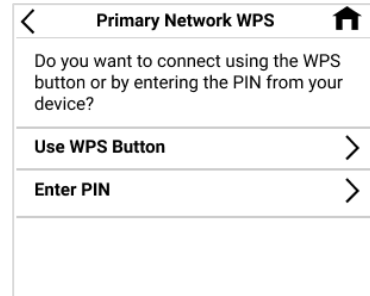 Primary Network WPS
Do you want to connect using the WPS
button or by entering the PIN from your
device?
Use WPS Button
Enter PIN